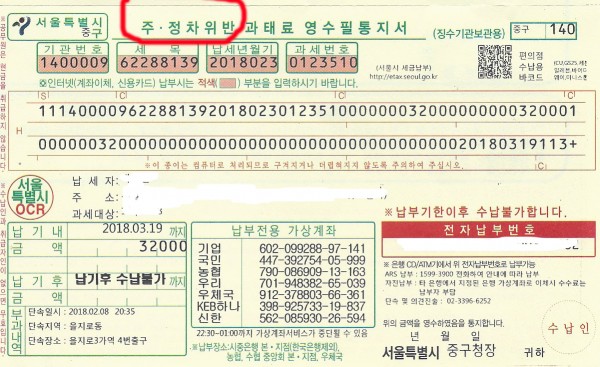 서울특별시
중구
주·정차위반 과태료 영수필통지서
(징수기관보관용)
중구
140
기관번호 세목 납세년월기 과세번호
1400009 62288139 2018023 0123510
(서울시 세금납부)
http://etax.seoul.go.kr
편의점
수납용
바코드
※인터넷(계좌이체, 신용카드) 납부시는 적색( ) 부분을 입력하시기 바랍니다.
11140000962288139201802301235100000003200000000320001
000000320000000000000000000000000000020180319113+
※이 종이는 컴퓨터로 처리되므로 구겨지거나 더럽혀지지 않도록 주의하여 주십시오.
서울
특별시
OCR
납세자:
주 소:
과세대상:
※납부기한이후 수납불가합니다.
전자납부번호
납기내 2018.03.19 까지
금액 32000
납기후 납기후 수납불가 까지
금액
납부전용 가상계좌
기업 602-099288-97-141
국민 447-392754-05-999
농협 790-086909-13-163
우리 701-948382-65-039
우체국 912-378803-66-361
KEB하나 398-925733-19-837
신한 562-085930-26-594
22:30~01:00까지 가상계좌서비스가 중단될 수 있음
※납부장소:시중은행 본·지점(한국은행제외),
농협, 수협 중앙회 본·지점, 우체국
※ 은행 CD/ATM기에서 위 전자납부번호로 납부가능
ARS 납부 : 1599-3900 전화하여 안내에 따라 납부
자진납부 : 타 은행에서 지정된 은행 가상계좌로 이체시 수수료는
납부자 부담
단속 및 의견진술 : 02-3396-6252
부과내역
단속일시 : 2018.02.08 20:35
단속지역 : 을지로동
단속장소 : 을지로3가역 4번출구
위의 금액을 영수하였음을 통지합니다.
년 월 일
서울특별시 중구청장 귀하
수납인